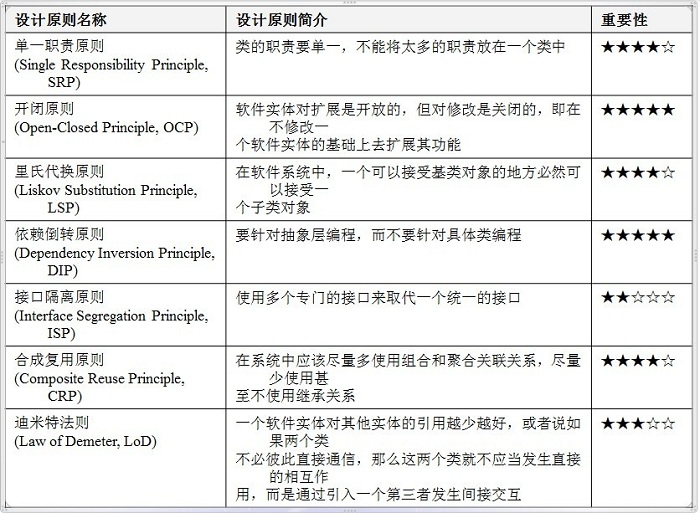 设计原则名称 设计原则简介 重要性
单一职责原则 类的职责要单一，不能将太多的职责放在一个类中 ★★★★☆
(Single Responsibility Principle,
SRP)
开闭原则 软件实体对扩展是开放的，但对修改是关闭的，即在 ★★★★★
(Open-Closed Principle, OCP) 不修改一
个软件实体的基础上去扩展其功能
里氏代换原则 在软件系统中，一个可以接受基类对象的地方必然可 ★★★★☆
(Liskov Substitution Principle, 以接受一
LSP) 个子类对象
依赖倒转原则 要针对抽象层编程，而不要针对具体类编程 ★★★★★
(Dependency Inversion Principle,
DIP)
接口隔离原则 使用多个专门的接口来取代一个统一的接口 ★★☆☆☆
(Interface Segregation Principle,
ISP)
合成复用原则 在系统中应该尽量多使用组合和聚合关联关系，尽量 ★★★★☆
(Composite Reuse Principle, 少使用甚
CRP) 至不使用继承关系
迪米特法则 一个软件实体对其他实体的引用越少越好，或者说如 ★★★☆☆
(Law of Demeter, LoD) 果两个类
不必彼此直接通信，那么这两个类就不应当发生直接
的相互作
用，而是通过引入一个第三者发生间接交互